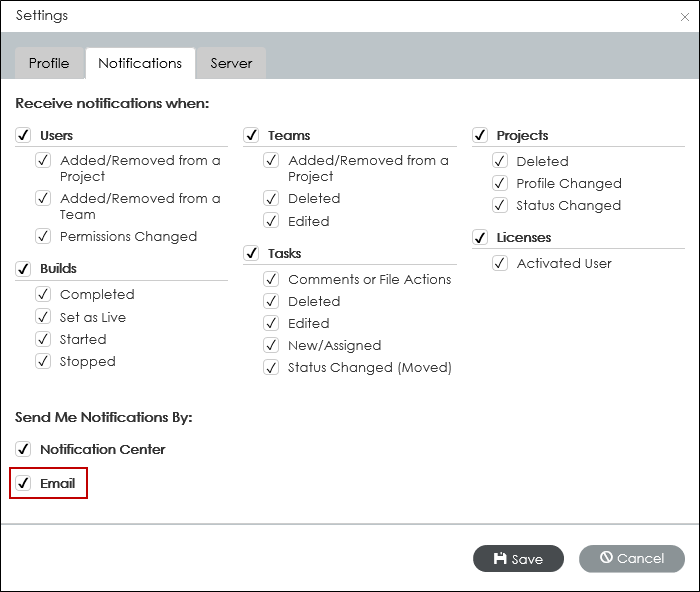 Settings
Profile
Notifications
Server
Receive notifications when:
Users
Added/Removed from a
Project
Added/Removed from a
Team
Permissions Changed
Builds
Completed
Set as Live
Started
Stopped
Teams
Added/Removed from a
Project
Deleted
Edited
Tasks
Comments or File Actions
Deleted
Edited
New/Assigned
Status Changed (Moved)
Projects
Deleted
Profile Changed
Status Changed
Licenses
Activated User
Send Me Notifications By:
Notification Center
Email
Save
Cancel